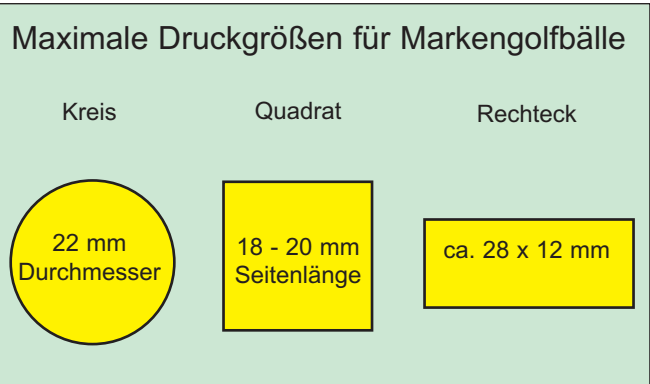 Maximale Druckgrößen für Markengolfbälle
Kreis
Quadrat
Rechteck
22 mm
Durchmesser
18 - 20 mm
Seitenlänge
ca. 28 x 12 mm